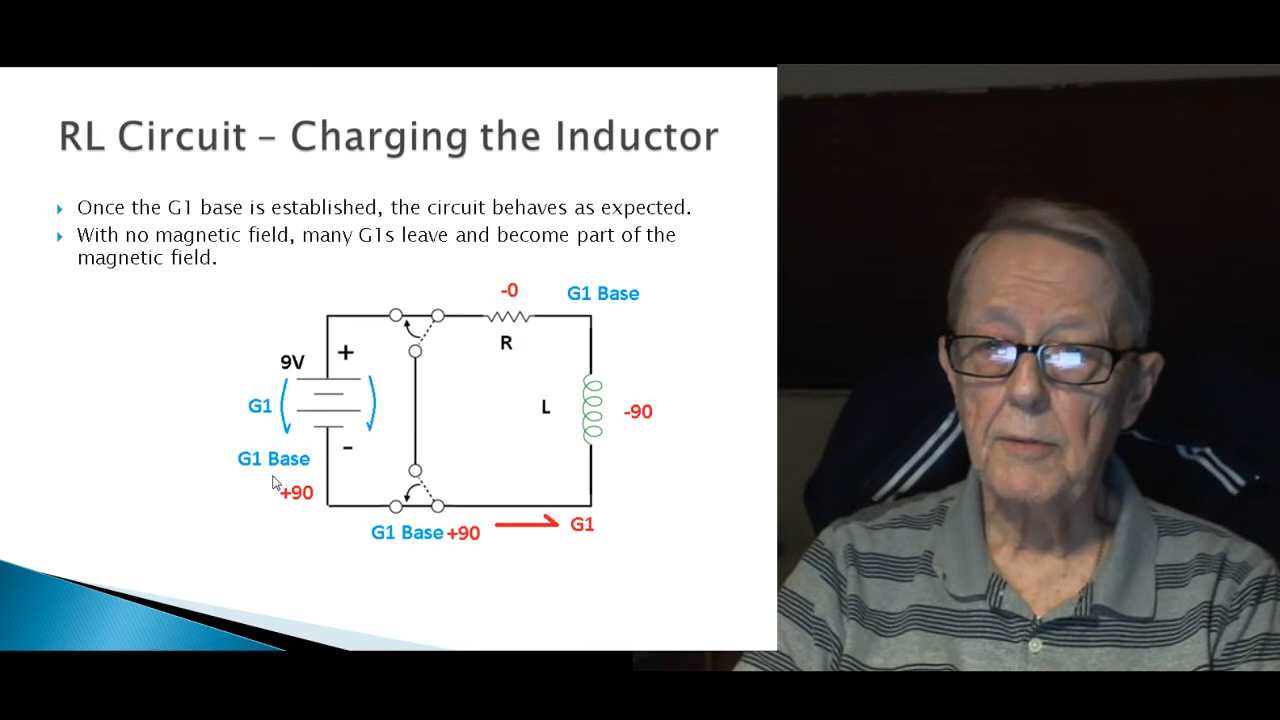 RL Circuit – Charging the Inductor
Once the G1 base is established, the circuit behaves as expected.
With no magnetic field, many G1s leave and become part of the
magnetic field.
-0
G1 Base
R
9V
+
G1
L
-90
-
G1 Base
+90
G1 Base +90
G1